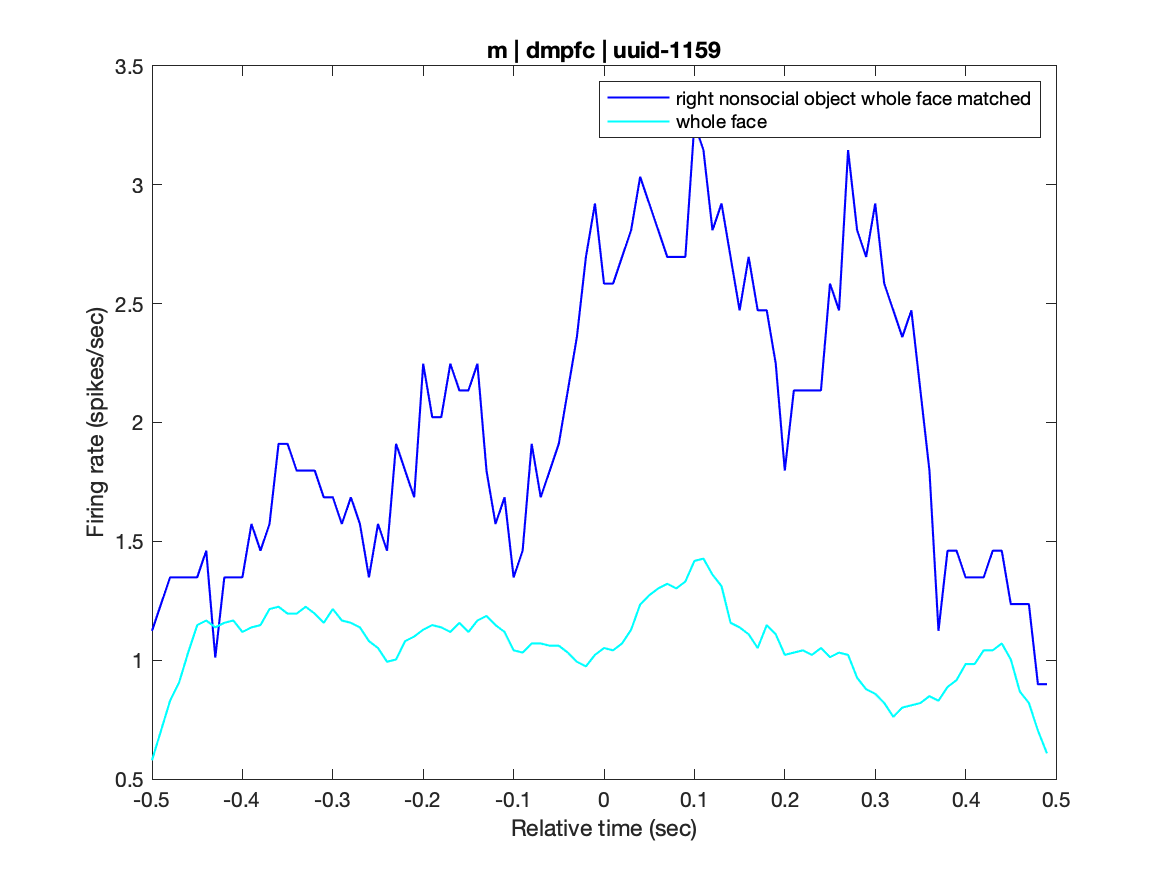 m | dmpfc | uuid-1159
3.5
right nonsocial object whole face matched
whole face
3
2.5
Firing rate (spikes/sec)
2
1.5
1
0.5
-0.5 -0.4 -0.3 -0.2 -0.1 0 0.1 0.2 0.3 0.4 0.5
Relative time (sec)